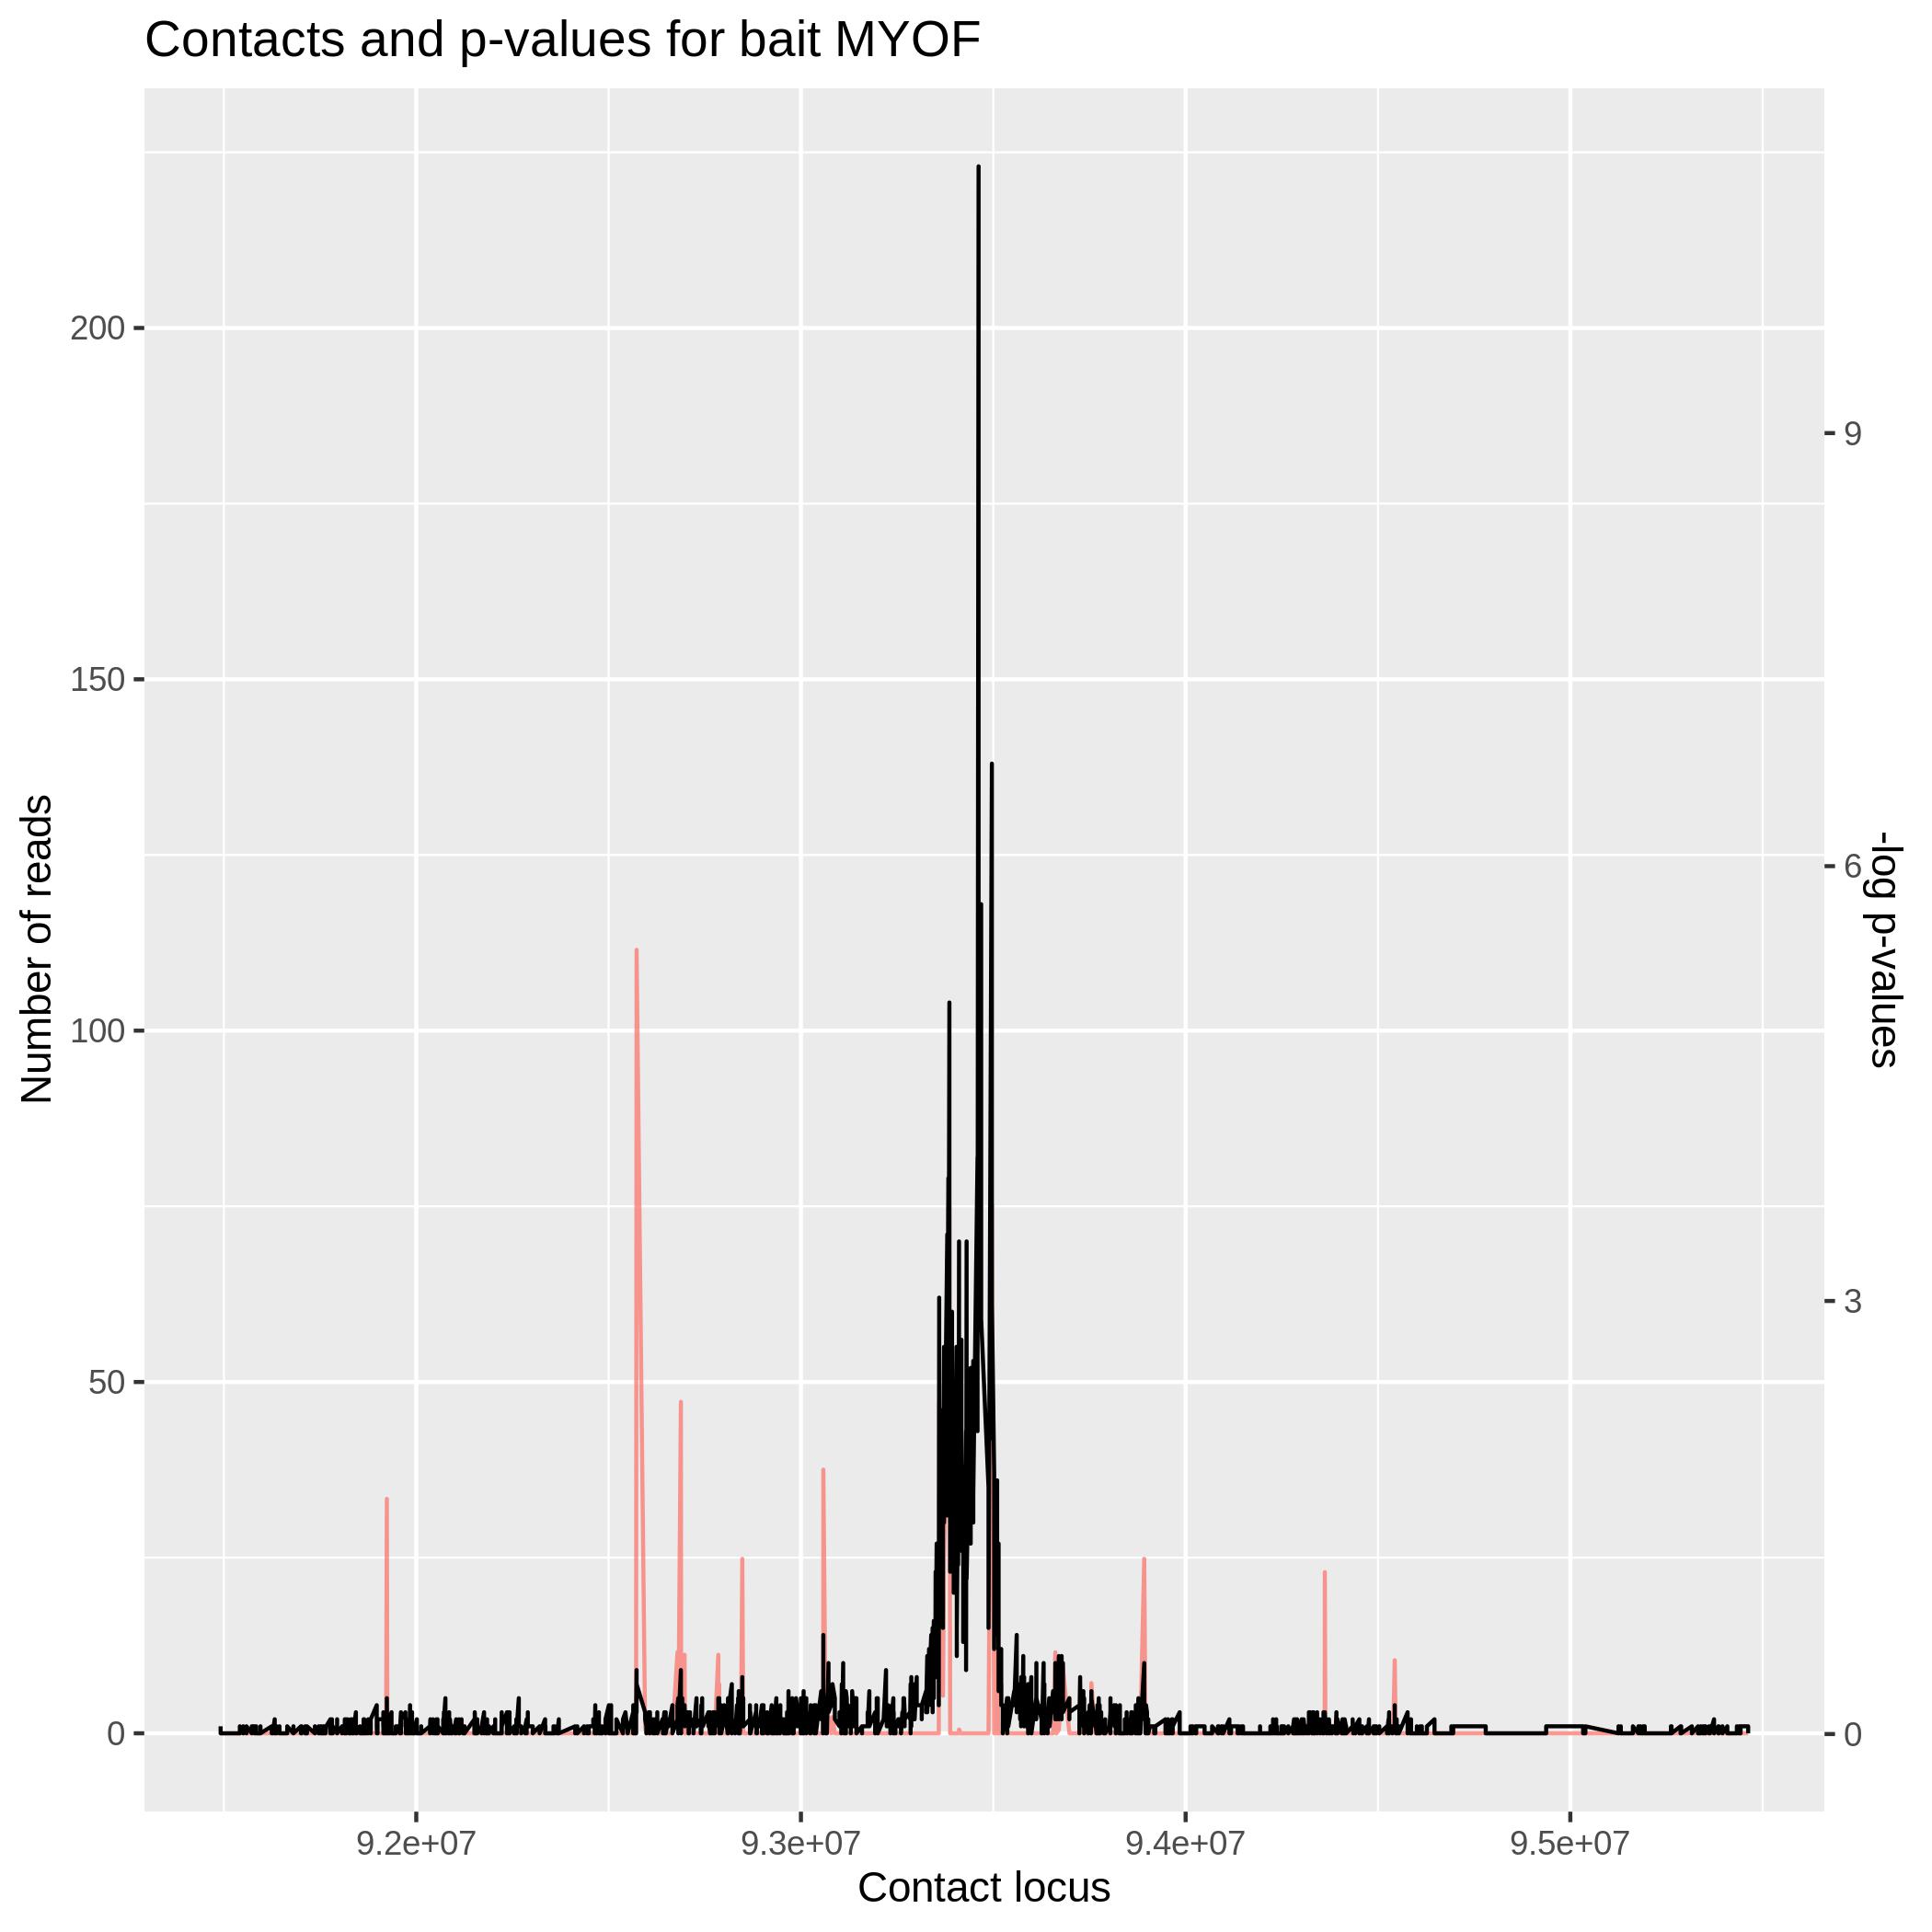 Contacts and p-values for bait MYOF
Number of reads
200
150
100
50
0
9
6
3
0
-log p-values
9.2e+07
9.3e+07
9.4e+07
9.5e+07
Contact locus